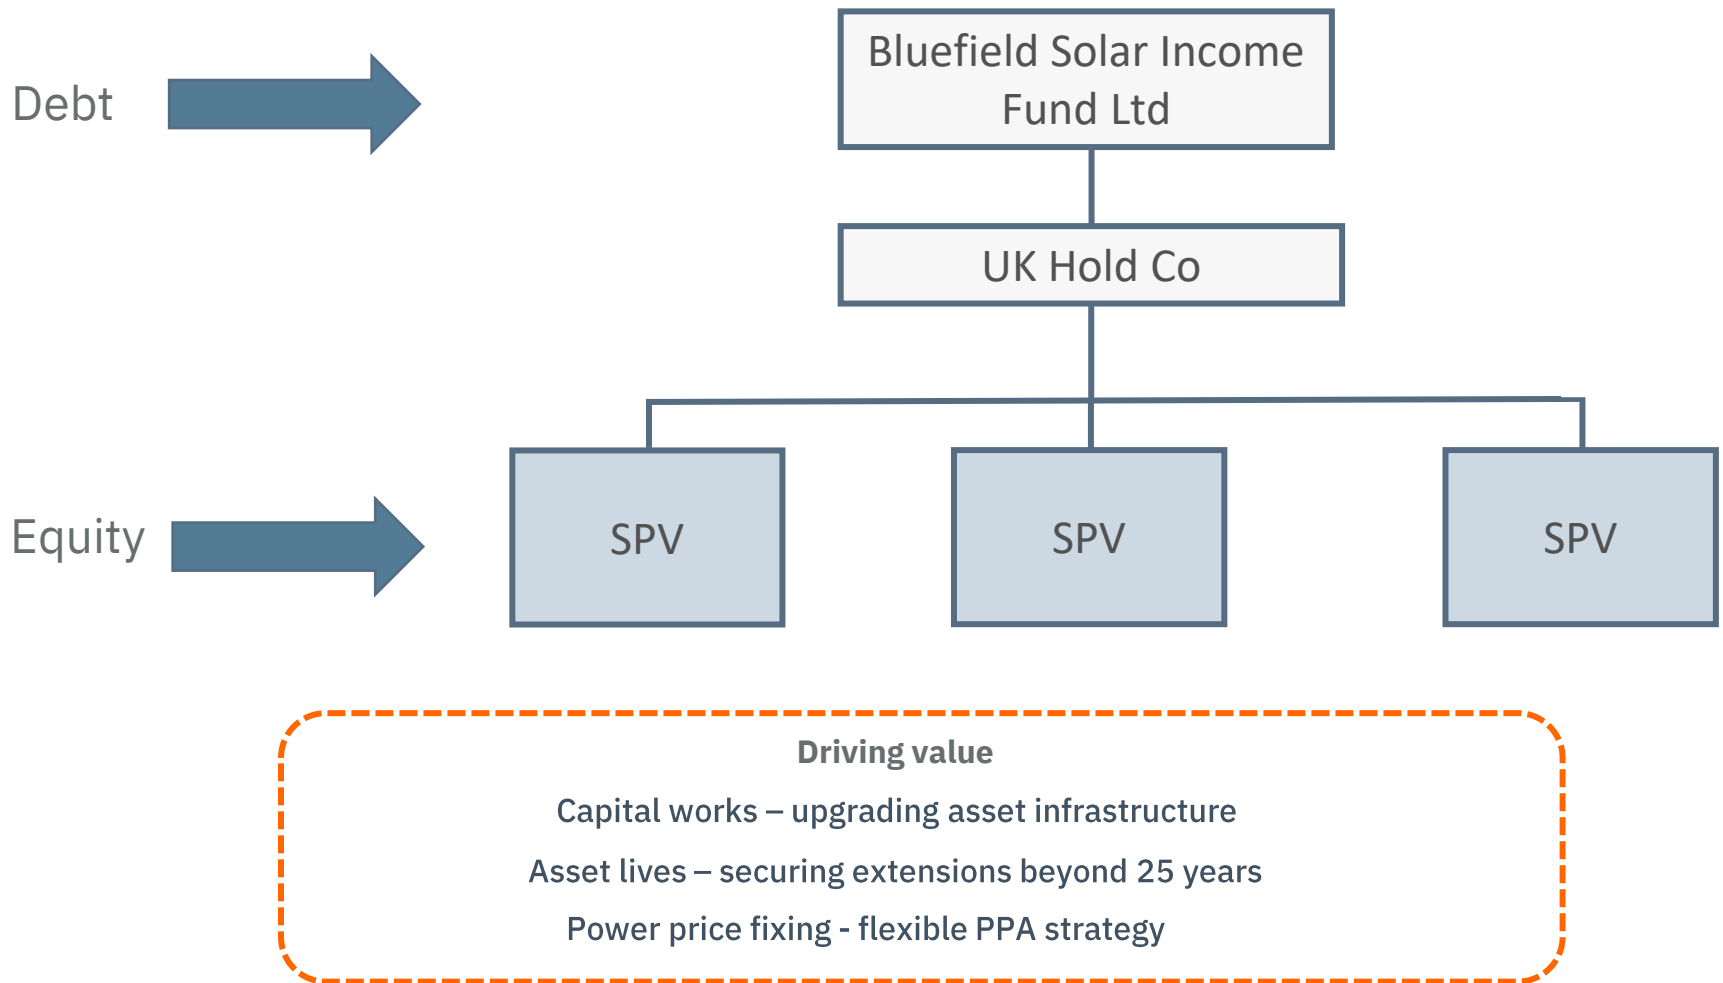 Debt
Bluefield Solar Income
Fund Ltd
UK Hold Co
Equity
SPV
SPV
SPV
Driving value
Capital works – upgrading asset infrastructure
Asset lives – securing extensions beyond 25 years
Power price fixing - flexible PPA strategy